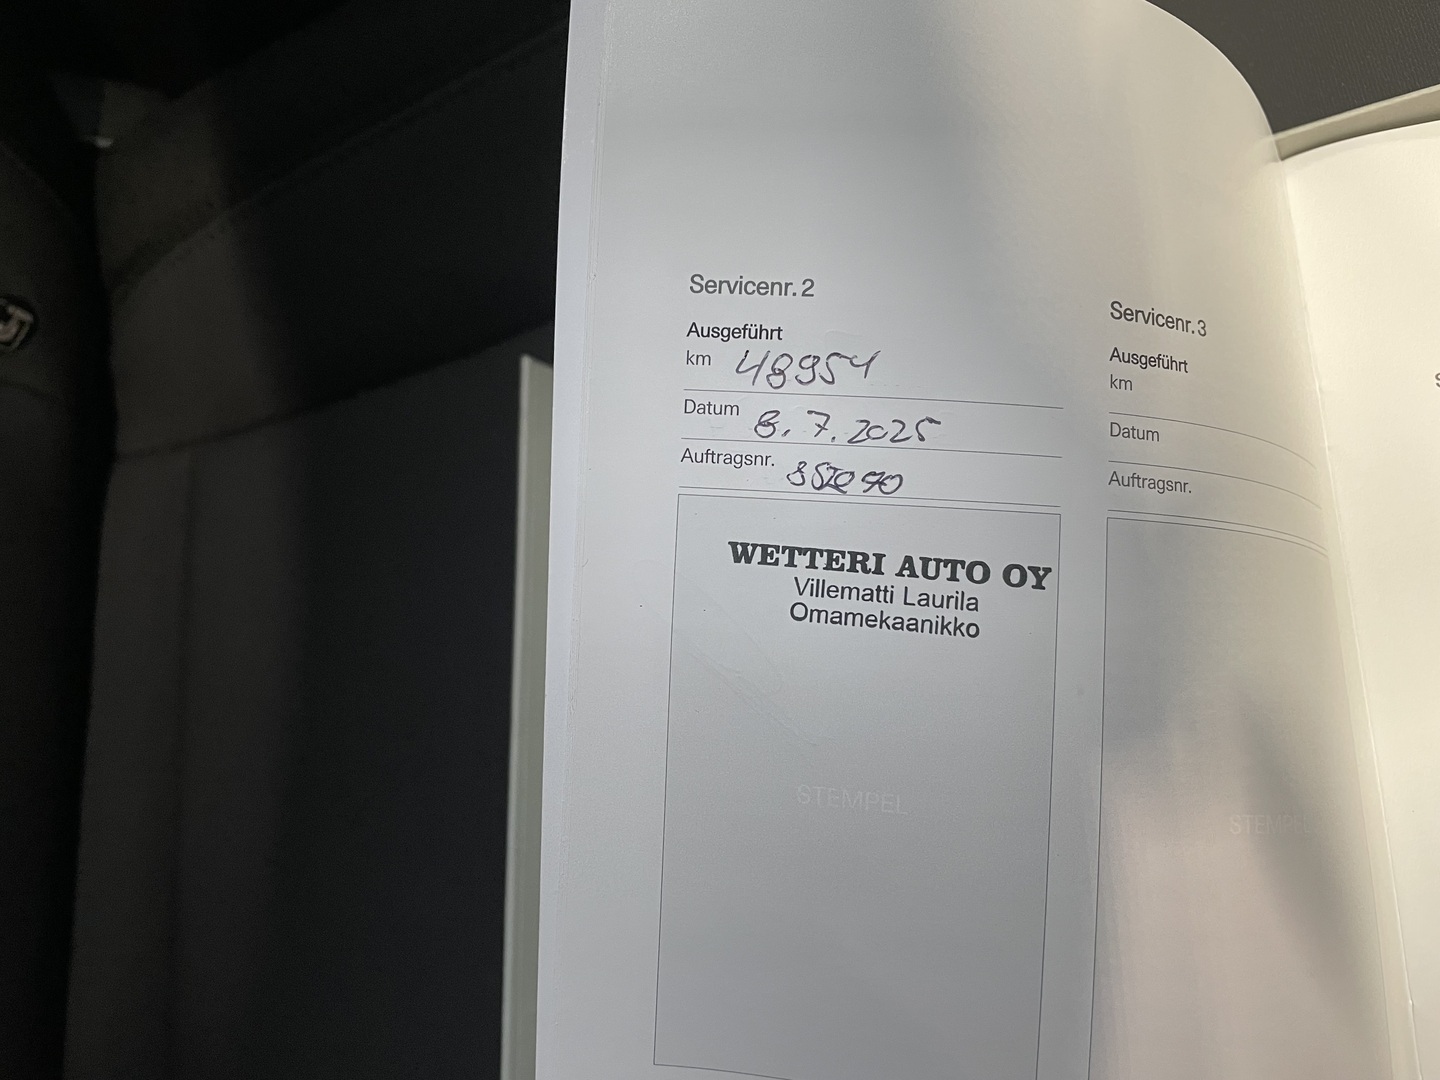 Servicenr. 2
Ausgeführt
km 48954
Datum 8.7.2025
Auftragsnr.
WETTERI AUTO OY
Villematti Laurila
Omamekaanikko
STEMPEL
Servicenr. 3
Ausgeführt
km
Datum
Auftragsnr.
STEMPEL